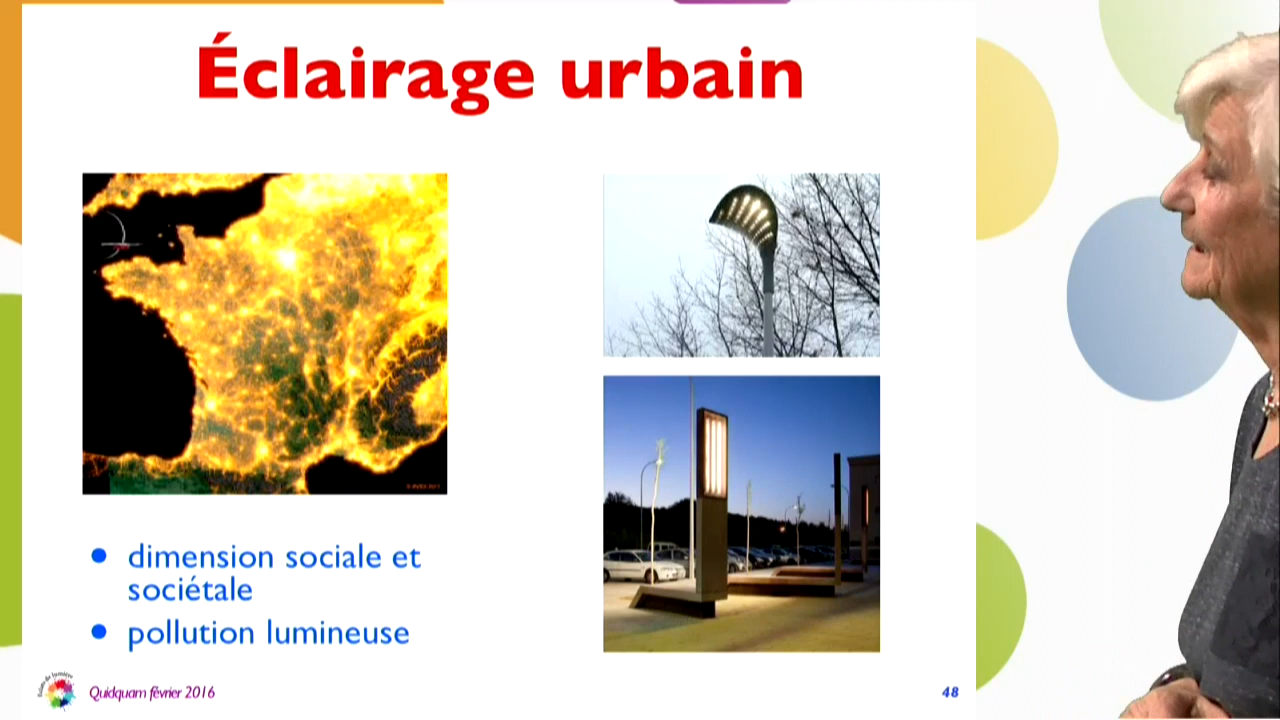 Éclairage urbain
• dimension sociale et
sociétale
• pollution lumineuse
Quidquam février 2016
48